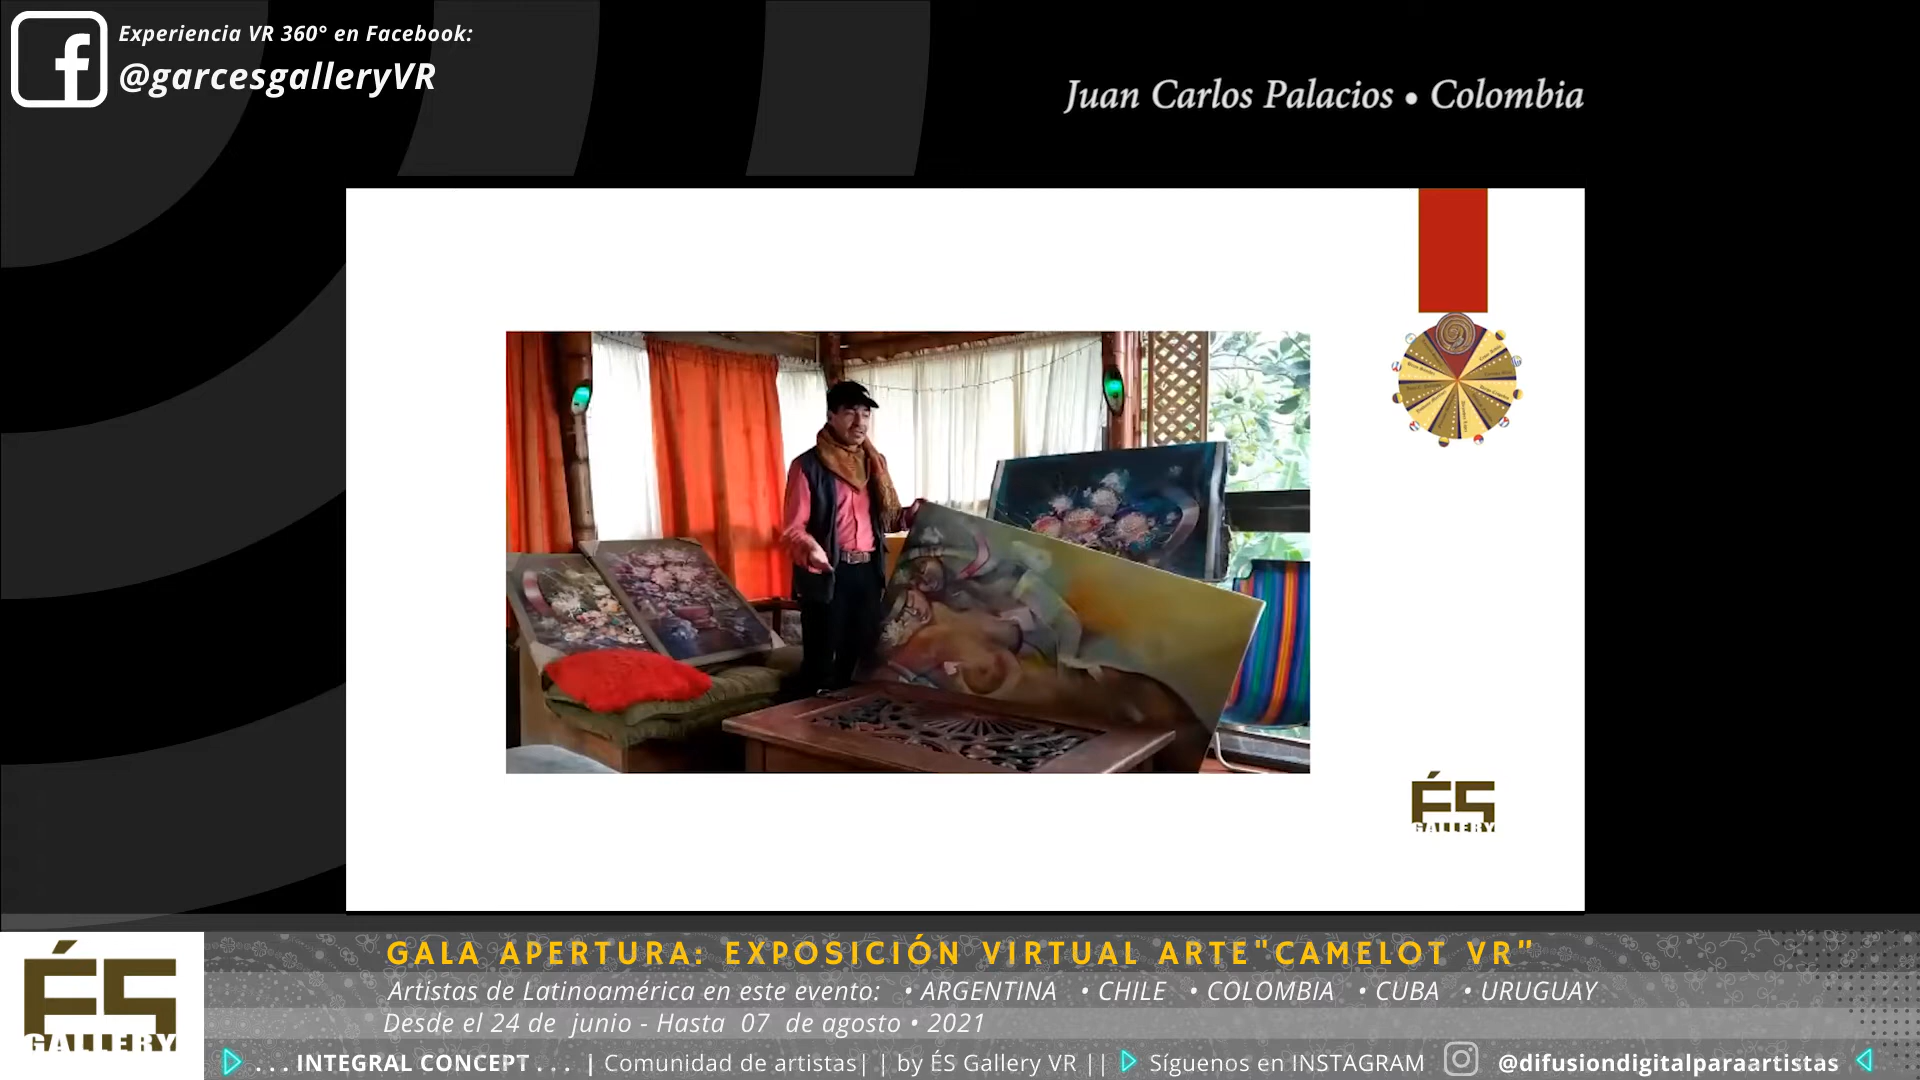 Experiencia VR 360° en Facebook:
@garcesgalleryVR
Juan Carlos Palacios • Colombia
ÉS
GALLERY
GALA APERTURA: EXPOSICIÓN VIRTUAL ARTE"CAMELOT VR"
Artistas de Latinoamérica en este evento: • ARGENTINA • CHILE • COLOMBIA • CUBA • URUGUAY
Desde el 24 de junio - Hasta 07 de agosto • 2021
ÉS
GALLERY
. . . INTEGRAL CONCEPT . . . | Comunidad de artistas| | by ÉS Gallery VR || Síguenos en INSTAGRAM @difusiondigitalparaartistas